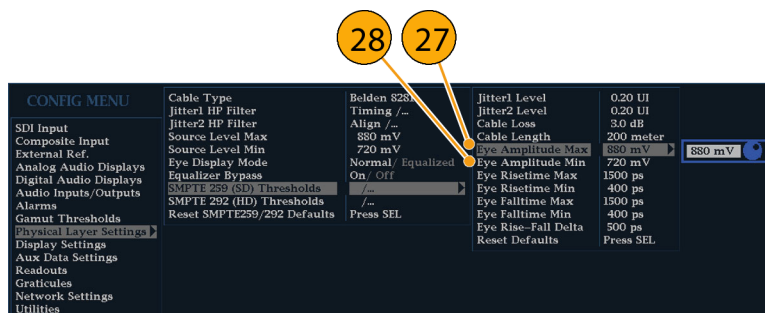 28 27
CONFIG MENU
SDI Input
Composite Input
External Ref.
Analog Audio Displays
Digital Audio Displays
Audio Inputs/Outputs
Alarms
Gamut Thresholds
Physical Layer Settings
Display Settings
Aux Data Settings
Readouts
Graticules
Network Settings
Utilities
Cable Type Belden 8281
Jitter1 HP Filter Timing /...
Jitter2 HP Filter Align /...
Source Level Max 880 mV
Source Level Min 720 mV
Eye Display Mode Normal/ Equalized
Equalizer Bypass On/ Off
SMPTE 259 (SD) Thresholds /...
SMPTE 292 (HD) Thresholds /...
Reset SMPTE259/292 Defaults Press SEL
Jitter1 Level 0.20 UI
Jitter2 Level 0.20 UI
Cable Loss 3.0 dB
Cable Length 200 meter
Eye Amplitude Max 880 mV
Eye Amplitude Min 720 mV
Eye Risetime Max 1500 ps
Eye Risetime Min 400 ps
Eye Falltime Max 1500 ps
Eye Falltime Min 400 ps
Eye Rise-Fall Delta 500 ps
Reset Defaults Press SEL
880 mV